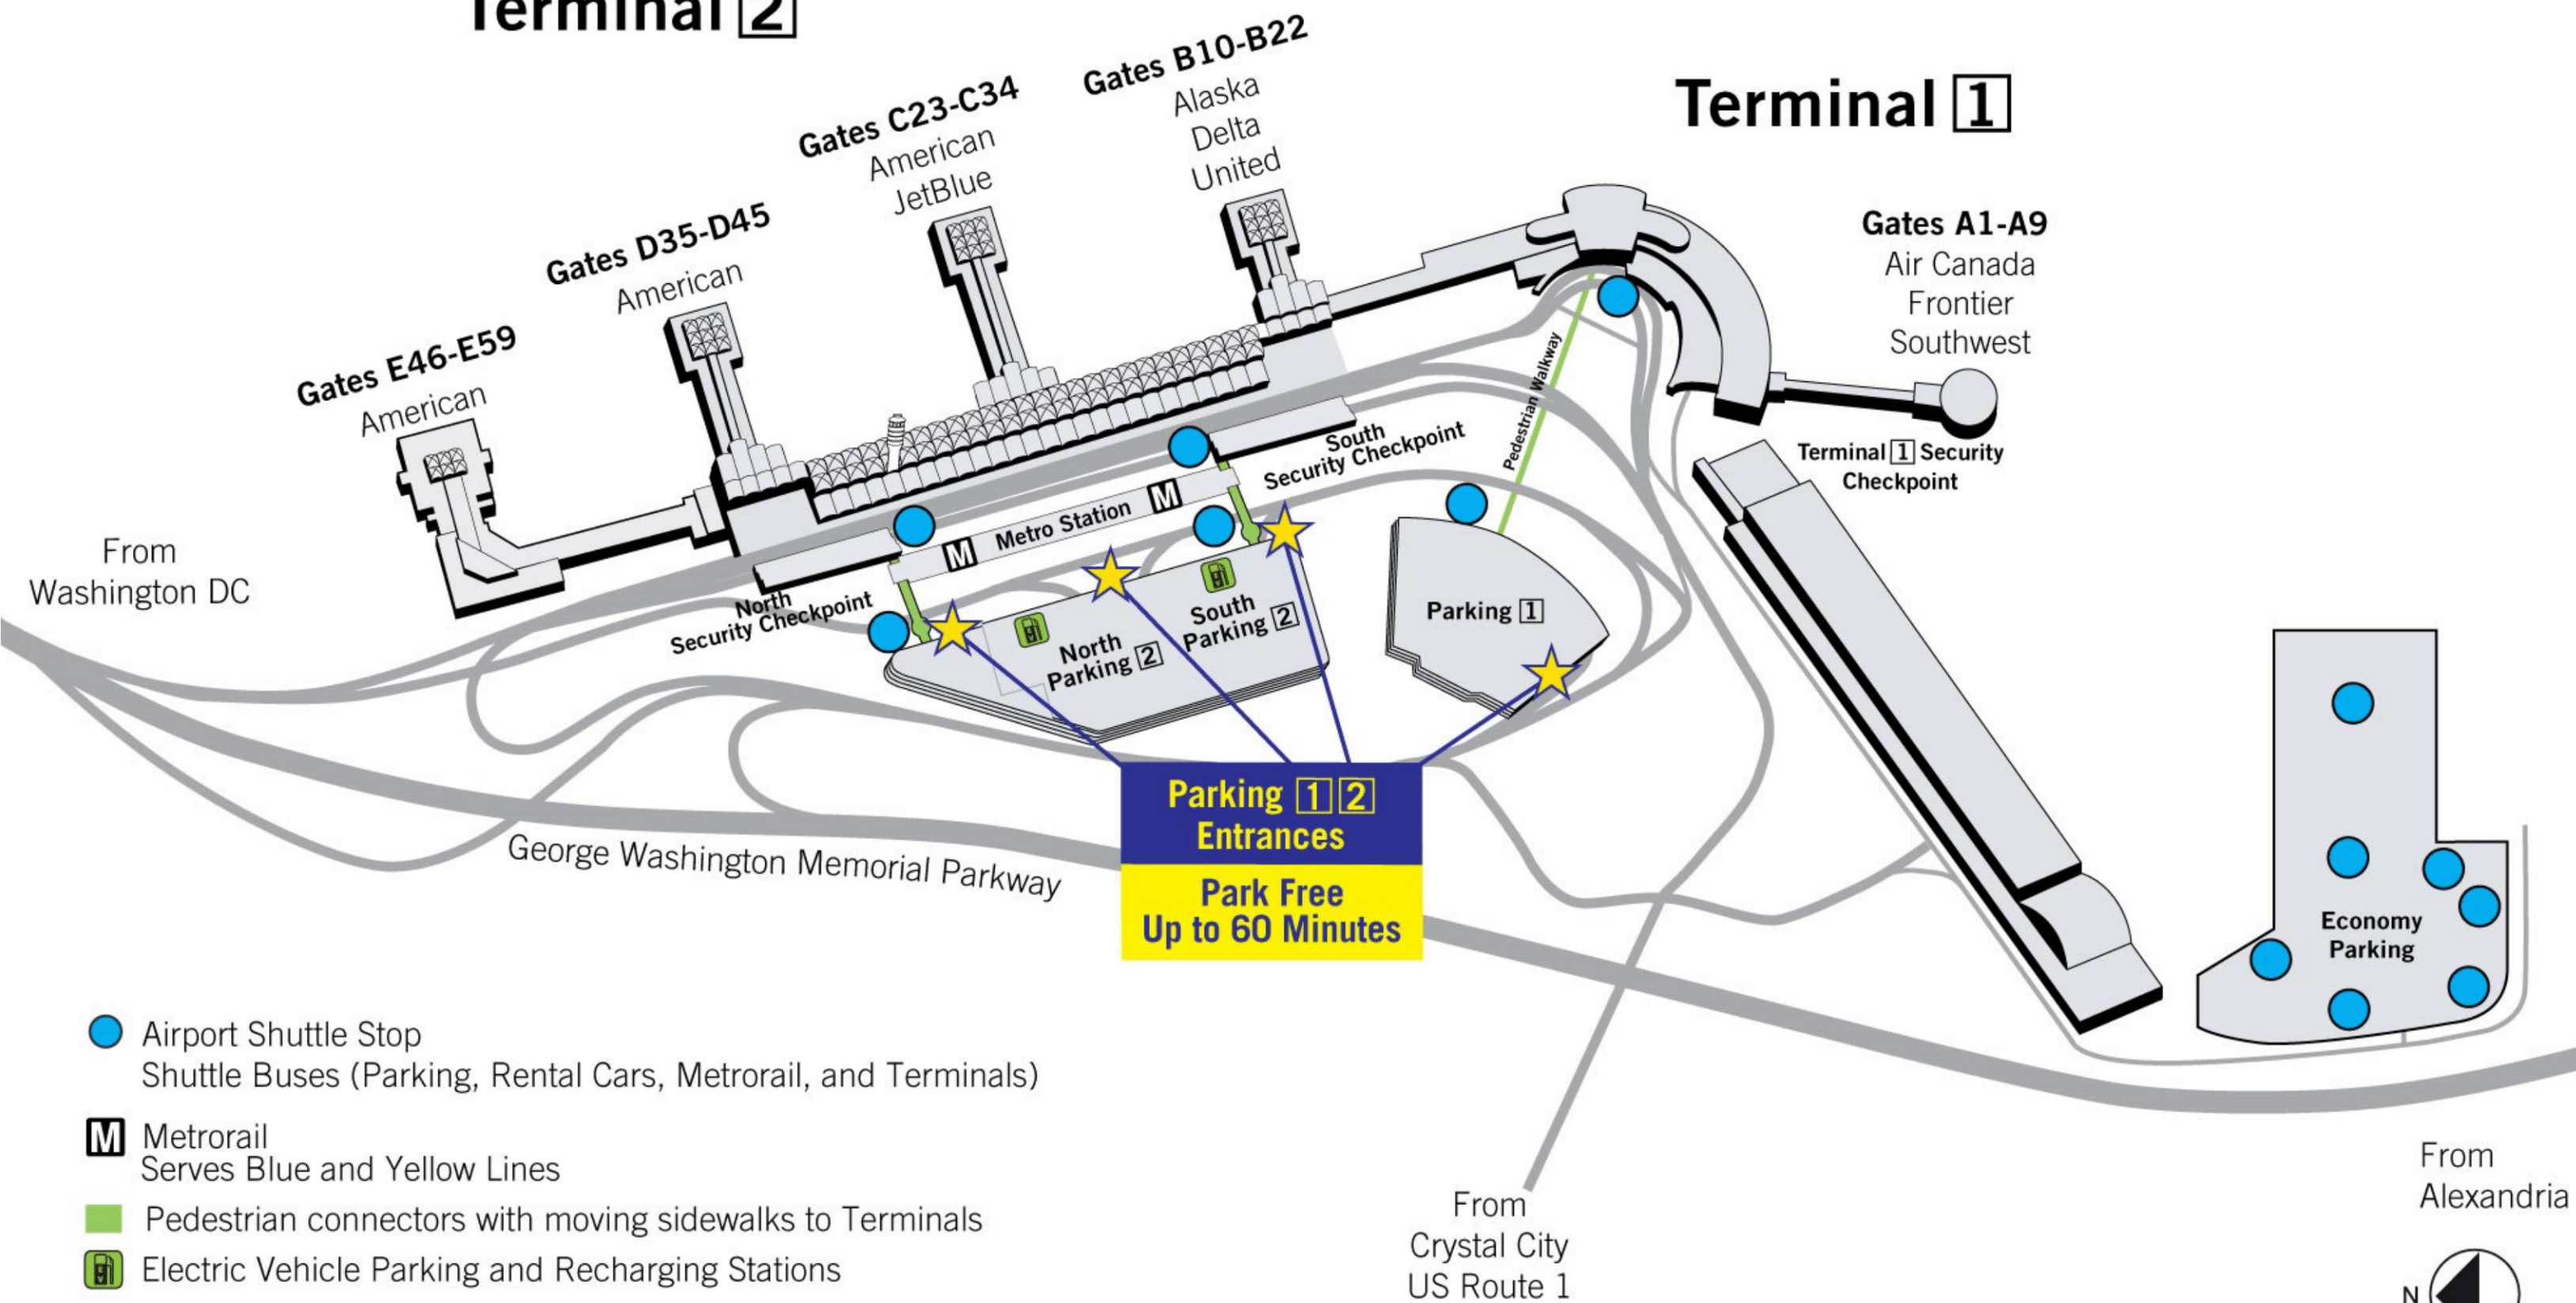 Terminal 2
Terminal 1
Gates B10-B22
Alaska
Delta
United
Gates C23-C34
American
JetBlue
Gates D35-D45
American
Gates E46-E59
American
Gates A1-A9
Air Canada
Frontier
Southwest
Terminal 1 Security
Checkpoint
Pedestrian Walkway
South
Security Checkpoint
M
Metro Station
M
North
Security Checkpoint
From
Washington DC
North
Parking 2
South
Parking 2
Parking 1
Parking 1 2
Entrances
Park Free
Up to 60 Minutes
George Washington Memorial Parkway
Economy
Parking
Airport Shuttle Stop
Shuttle Buses (Parking, Rental Cars, Metrorail, and Terminals)
M
Metrorail
Serves Blue and Yellow Lines
Pedestrian connectors with moving sidewalks to Terminals
Electric Vehicle Parking and Recharging Stations
From
Crystal City
US Route 1
From
Alexandria
N